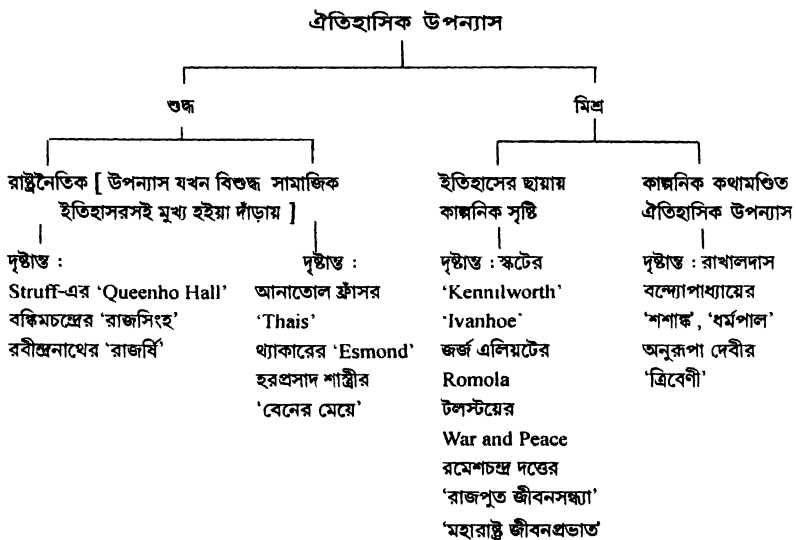 ঐতিহাসিক উপন্যাস
শুদ্ধ
মিশ্র
রাষ্ট্রনৈতিক [ উপন্যাস যখন বিশুদ্ধ সামাজিক
ইতিহাসরসই মুখ্য হইয়া দাঁড়ায় ]
দৃষ্টান্ত :
Struff-এর ‘Queenho Hall’
বঙ্কিমচন্দ্রের ‘রাজসিংহ’
রবীন্দ্রনাথের ‘রাজর্ষি’
দৃষ্টান্ত :
আনাতোল ফ্রাঁসর
‘Thais’
থ্যাকারের ‘Esmond’
হরপ্রসাদ শাস্ত্রীর
‘বেনের মেয়ে’
ইতিহাসের ছায়ায়
কাল্পনিক সৃষ্টি
দৃষ্টান্ত : স্কটের
‘Kennilworth’
‘Ivanhoe’
জর্জ এলিয়টের
Romola
টলস্টয়ের
War and Peace
রমেশচন্দ্র দত্তের
‘রাজপুত জীবনসন্ধ্যা’
‘মহারাষ্ট্র জীবনপ্রভাত’
কাল্পনিক কথামণ্ডিত
ঐতিহাসিক উপন্যাস
দৃষ্টান্ত : রাখালদাস
বন্দ্যোপাধ্যায়ের
‘শশাঙ্ক’, ‘ধর্মপাল’
অনুরূপা দেবীর
‘ত্রিবেণী’